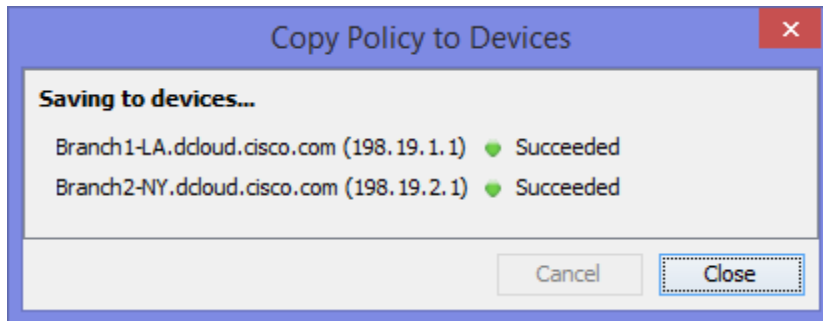 Copy Policy to Devices
Saving to devices...
Branch1-LA.dcloud.cisco.com (198.19.1.1) Succeeded
Branch2-NY.dcloud.cisco.com (198.19.2.1) Succeeded
Cancel Close